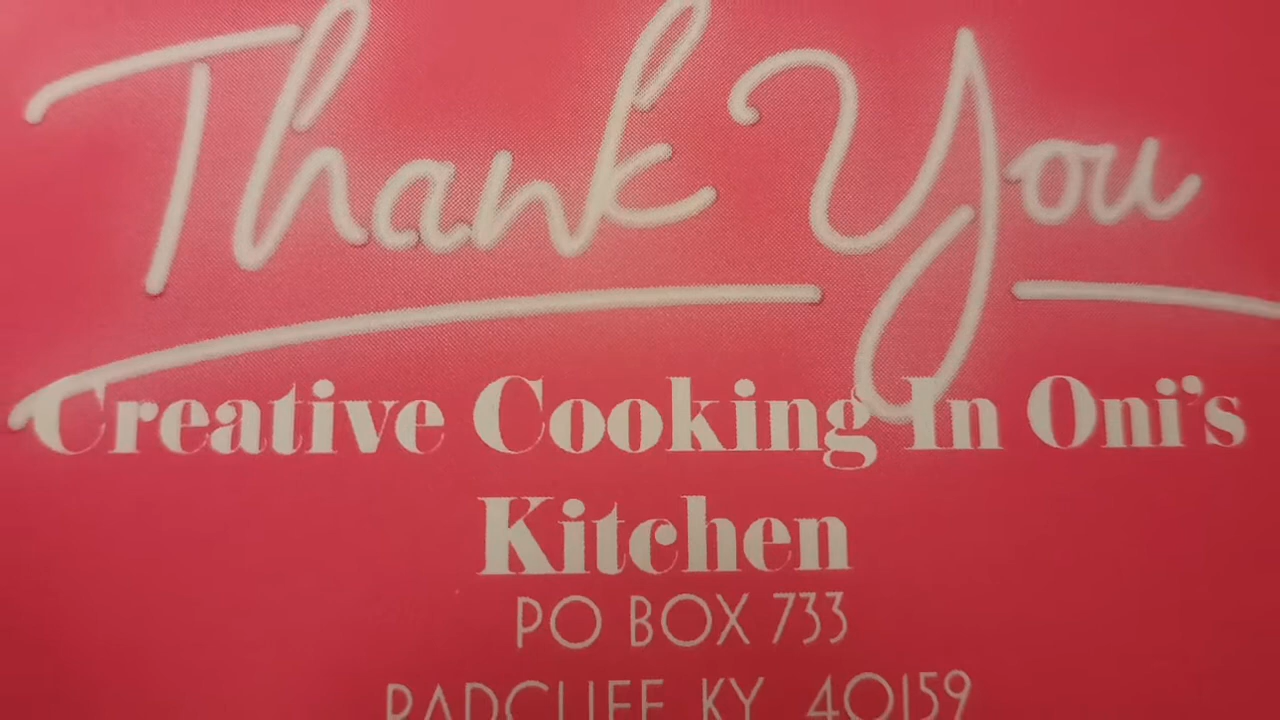 Thank You
Creative Cooking In Oni's
Kitchen
PO BOX 733
RADCLIFF, KY 40159